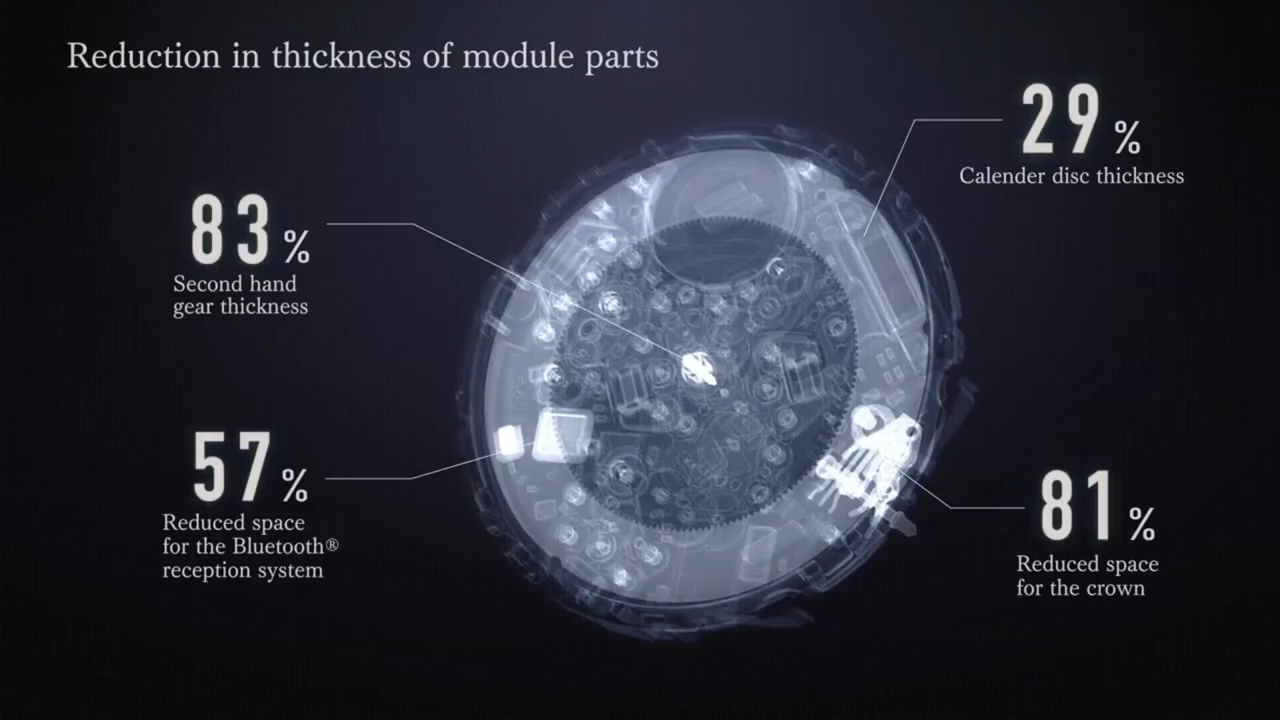 Reduction in thickness of module parts
29 %
Calender disc thickness
83 %
Second hand
gear thickness
57 %
Reduced space
for the Bluetooth®
reception system
81 %
Reduced space
for the crown